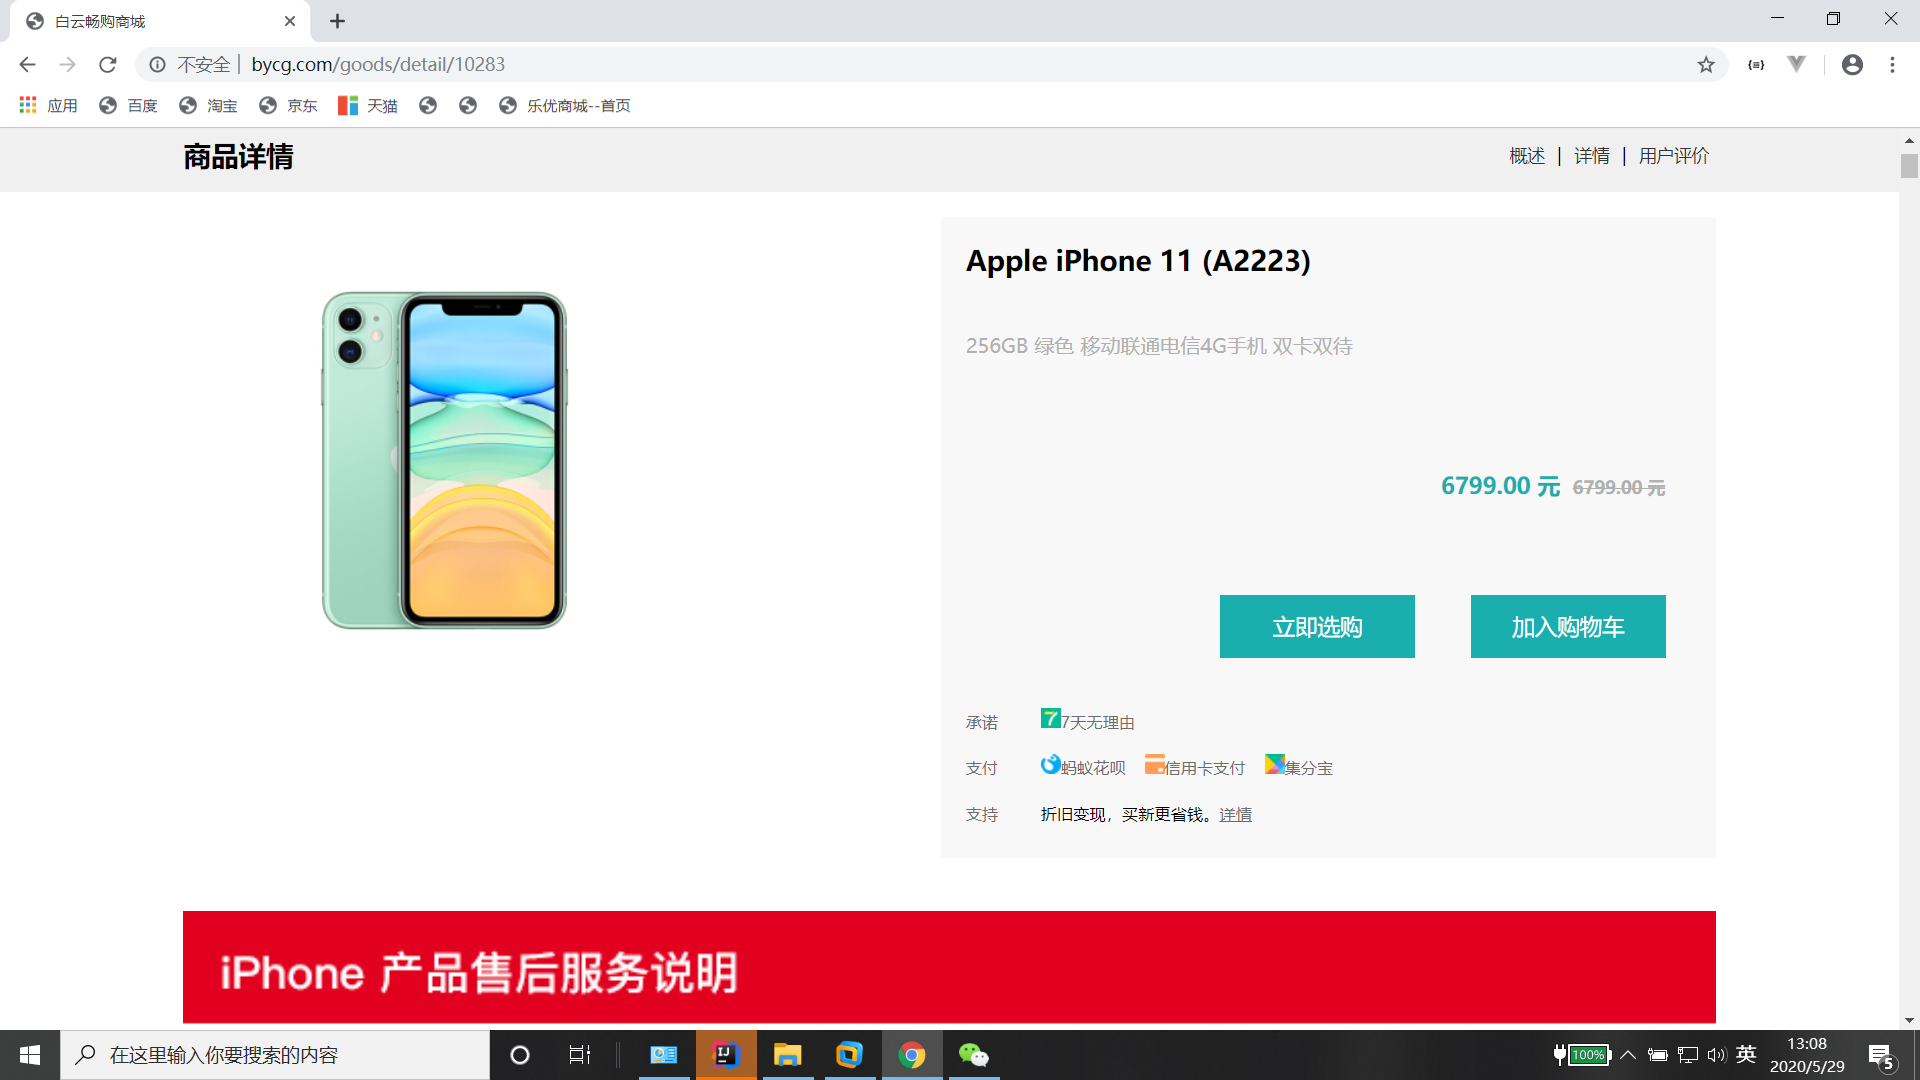 白云畅购商城
不安全 | bycg.com/goods/detail/10283
应用 百度 淘宝 京东 天猫 乐优商城--首页
商品详情
概述 | 详情 | 用户评价
Apple iPhone 11 (A2223)
256GB 绿色 移动联通电信4G手机 双卡双待
6799.00 元 6799.00 元
立即选购 加入购物车
承诺 7天无理由
支付 蚂蚁花呗 信用卡支付 集分宝
支持 折旧变现，买新更省钱。详情
iPhone 产品售后服务说明
在这里输入你要搜索的内容
100% 英 13:08
2020/5/29
5